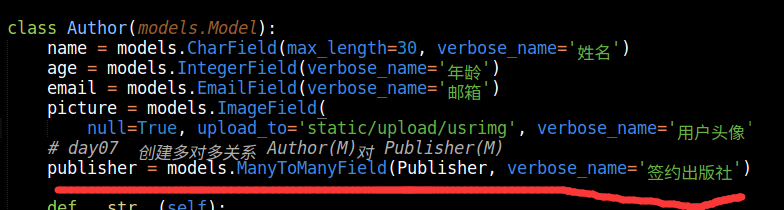 class Author(models.Model):
name = models.CharField(max_length=30, verbose_name='姓名')
age = models.IntegerField(verbose_name='年龄')
email = models.EmailField(verbose_name='邮箱')
picture = models.ImageField(
null=True, upload_to='static/upload/usrimg', verbose_name='用户头像'
# day07 创建多对多关系 Author(M)对 Publisher(M)
publisher = models.ManyToManyField(Publisher, verbose_name='签约出版社')
def __str__(self):